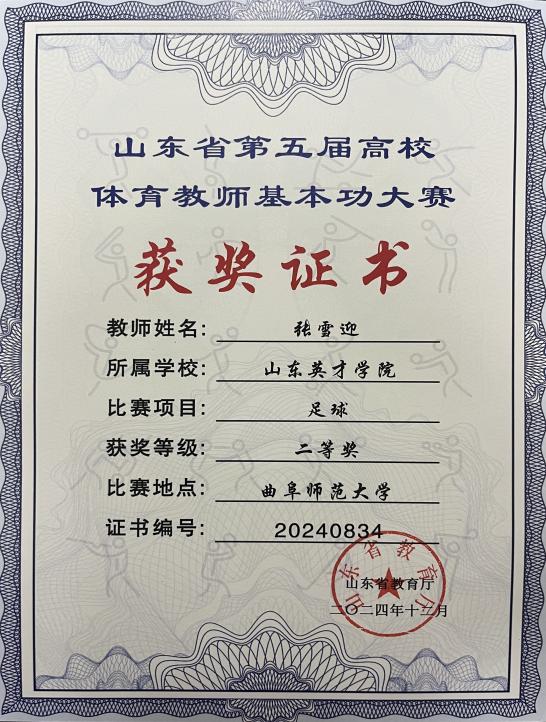 山东省第五届高校
体育教师基本功大赛
获奖证书
教师姓名: 张雪迎
所属学校: 山东英才学院
比赛项目: 足球
获奖等级: 二等奖
比赛地点: 曲阜师范大学
证书编号: 20240834
山东省教育厅
山东省教育厅
二〇二四年十二月